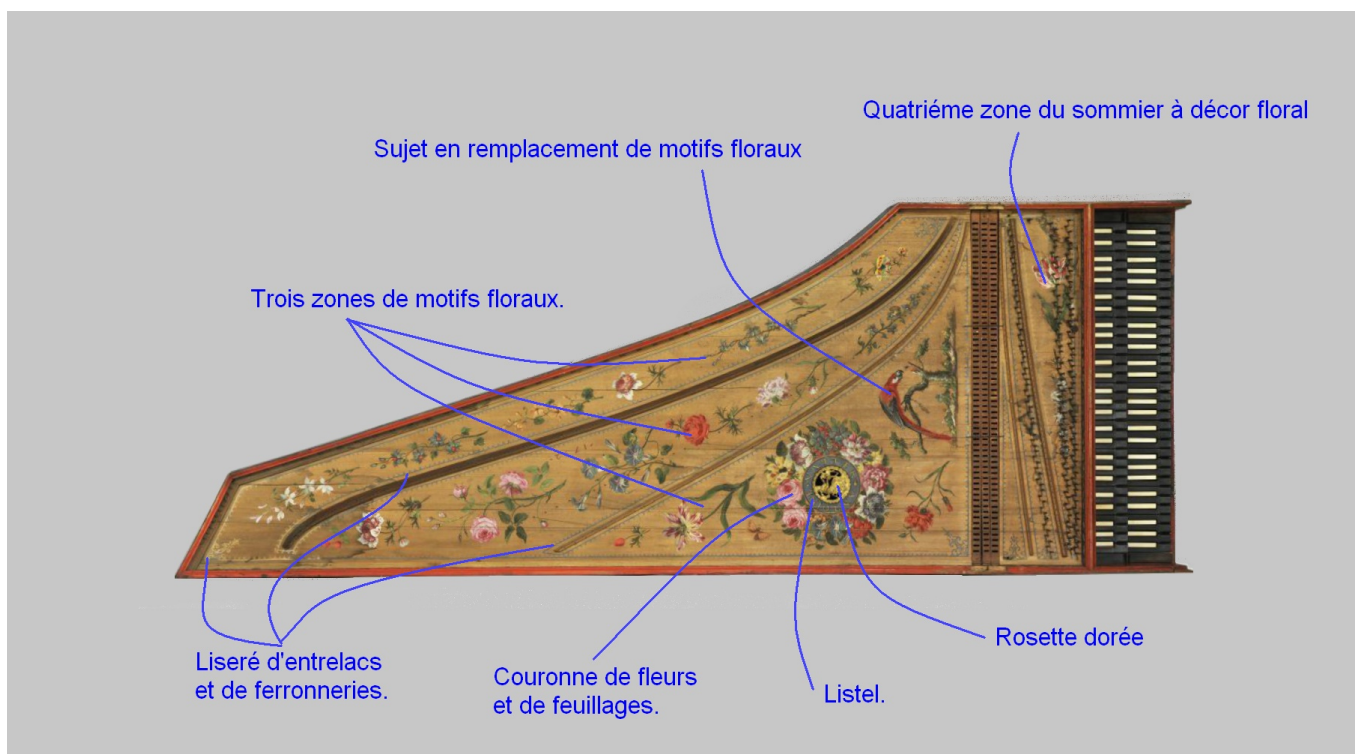 Quatriéme zone du sommier à décor floral
Sujet en remplacement de motifs floraux
Trois zones de motifs floraux.
Rosette dorée
Liseré d'entrelacs
et de ferronneries.
Couronne de fleurs
et de feuillages.
Listel.